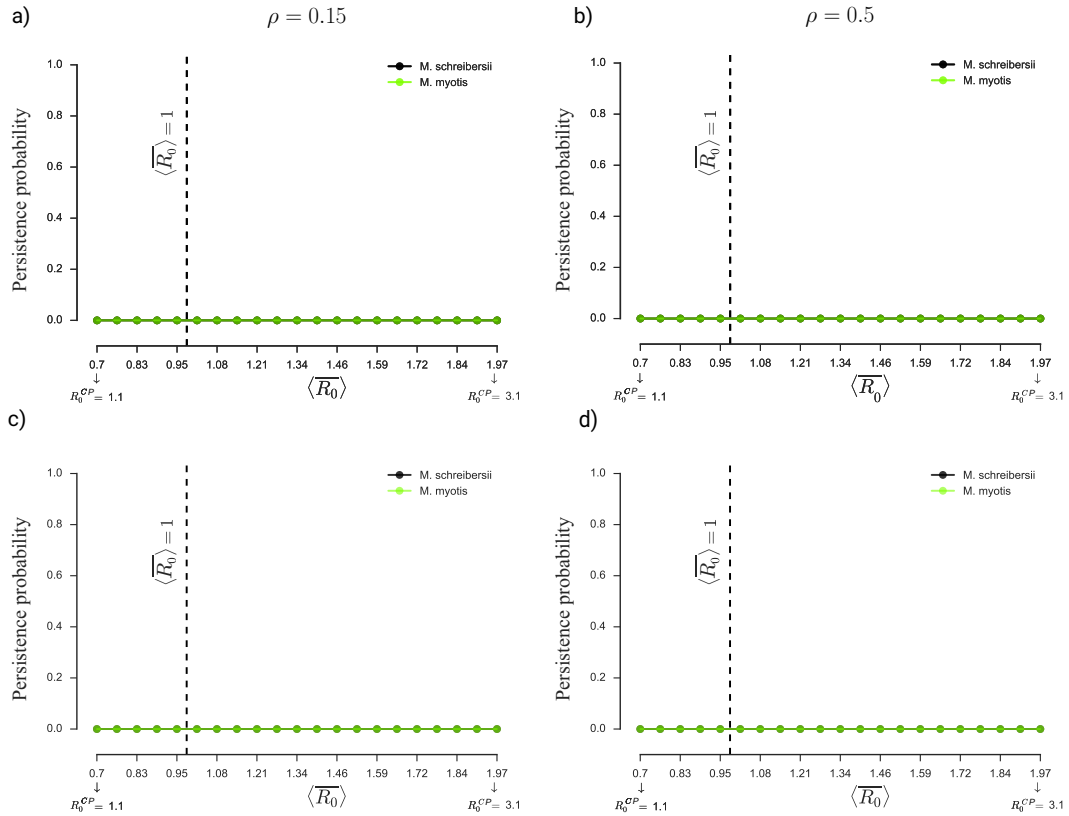 a)
ρ = 0.15
M. schreibersii
M. myotis
Persistence probability
⟨R̅₀⟩ = 1
1.0
0.8
0.6
0.4
0.2
0.0
0.7 0.83 0.95 1.08 1.21 1.34 1.46 1.59 1.72 1.84 1.97
↓ ↓
R₀^CP = 1.1 ⟨R̅₀⟩ R₀^CP = 3.1
b)
ρ = 0.5
M. schreibersii
M. myotis
Persistence probability
⟨R̅₀⟩ = 1
1.0
0.8
0.6
0.4
0.2
0.0
0.7 0.83 0.95 1.08 1.21 1.34 1.46 1.59 1.72 1.84 1.97
↓ ↓
R₀^CP = 1.1 ⟨R̅₀⟩ R₀^CP = 3.1
c)
M. schreibersii
M. myotis
Persistence probability
⟨R̅₀⟩ = 1
1.0
0.8
0.6
0.4
0.2
0.0
0.7 0.83 0.95 1.08 1.21 1.34 1.46 1.59 1.72 1.84 1.97
↓ ↓
R₀^CP = 1.1 ⟨R̅₀⟩ R₀^CP = 3.1
d)
M. schreibersii
M. myotis
Persistence probability
⟨R̅₀⟩ = 1
1.0
0.8
0.6
0.4
0.2
0.0
0.7 0.83 0.95 1.08 1.21 1.34 1.46 1.59 1.72 1.84 1.97
↓ ↓
R₀^CP = 1.1 ⟨R̅₀⟩ R₀^CP = 3.1